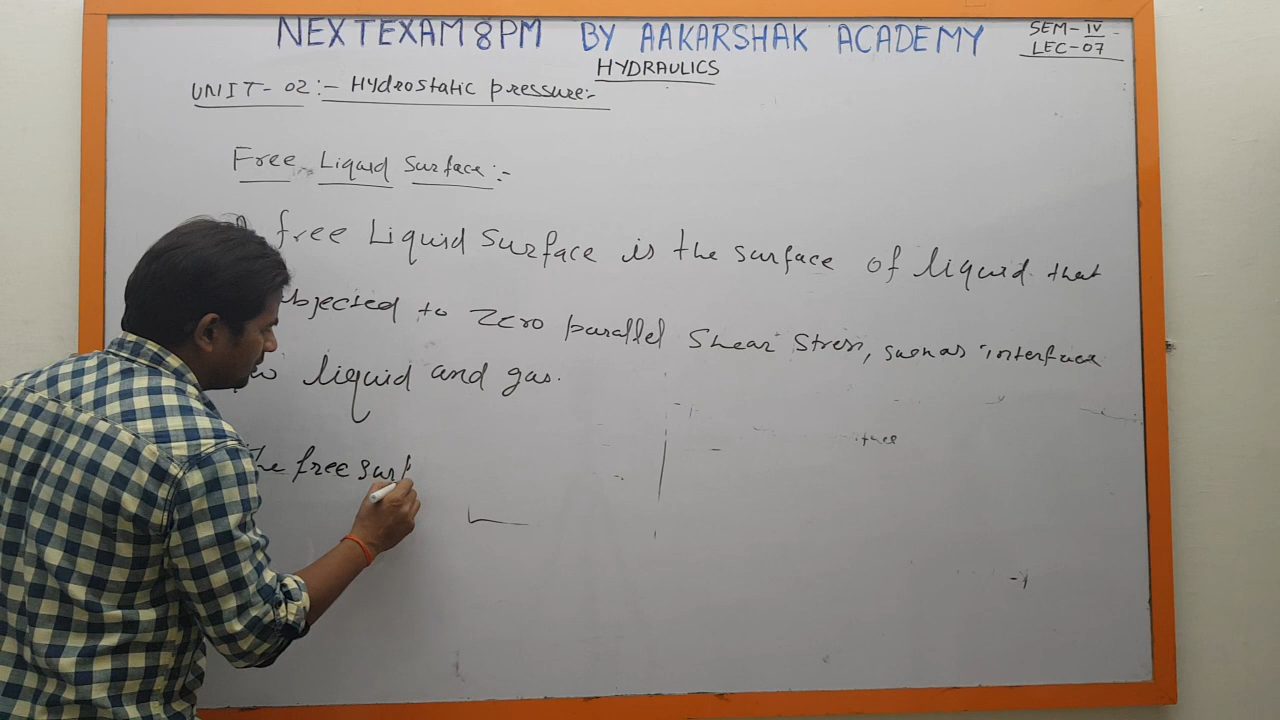 NEXTEXAM 8PM BY AAKARSHAK ACADEMY
SEM-IV
LEC-07
HYDRAULICS
UNIT-02:- Hydrostatic pressure:-
Free Liquid Surface:-
free Liquid Surface is the surface of liquid that
bjected to Zero parallel Shear Stress, such as interface
liquid and gas.
The free surf